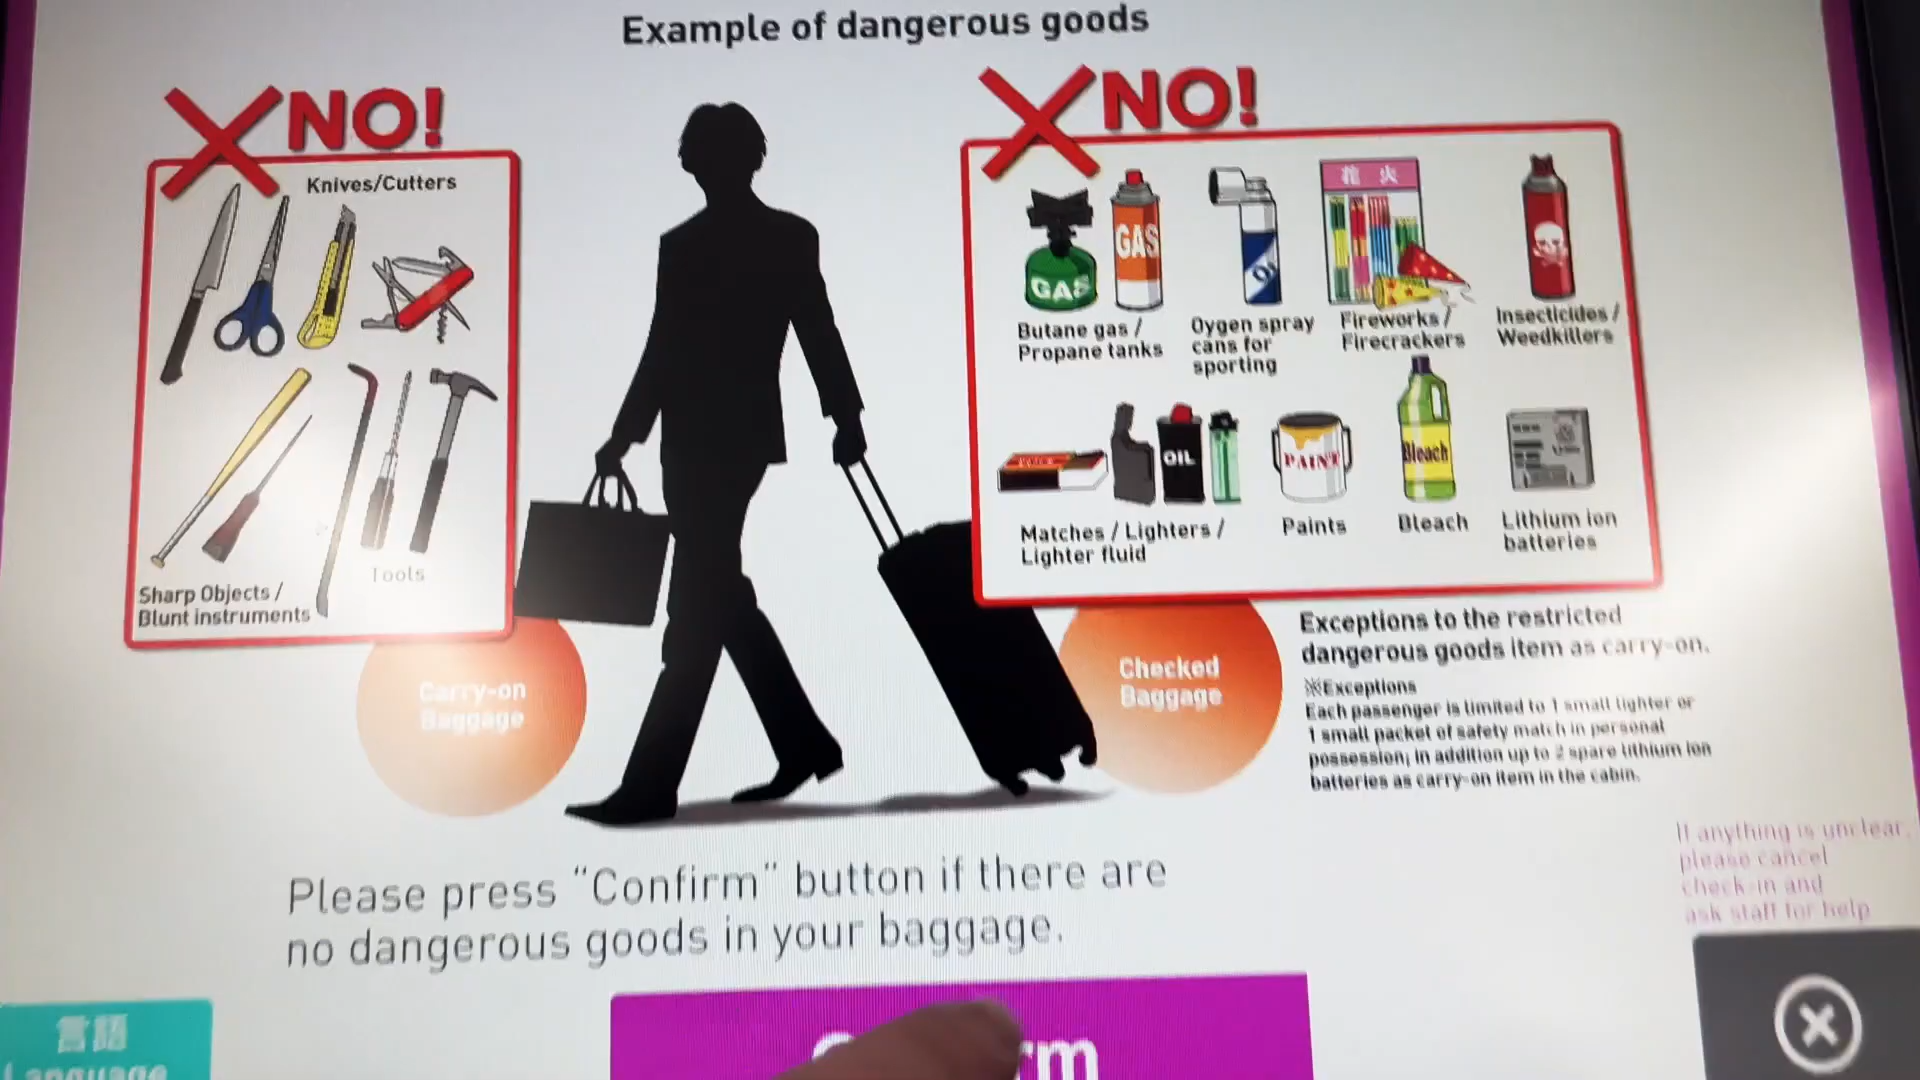 Example of dangerous goods
NO!
Knives/Cutters
Sharp Objects /
Blunt instruments
Tools
Carry-on
Baggage
NO!
GAS
GAS
O₂
花火
Butane gas /
Propane tanks
Oygen spray
cans for
sporting
Fireworks /
Firecrackers
Insecticides /
Weedkillers
OIL
PAINT
Bleach
Matches / Lighters /
Lighter fluid
Paints
Bleach
Lithium ion
batteries
Checked
Baggage
Exceptions to the restricted
dangerous goods item as carry-on.
※Exceptions
Each passenger is limited to 1 small lighter or
1 small packet of safety match in personal
possession; in addition up to 2 spare lithium ion
batteries as carry-on item in the cabin.
If anything is unclear,
please cancel
check-in and
ask staff for help
Please press “Confirm” button if there are
no dangerous goods in your baggage.
言語
Language